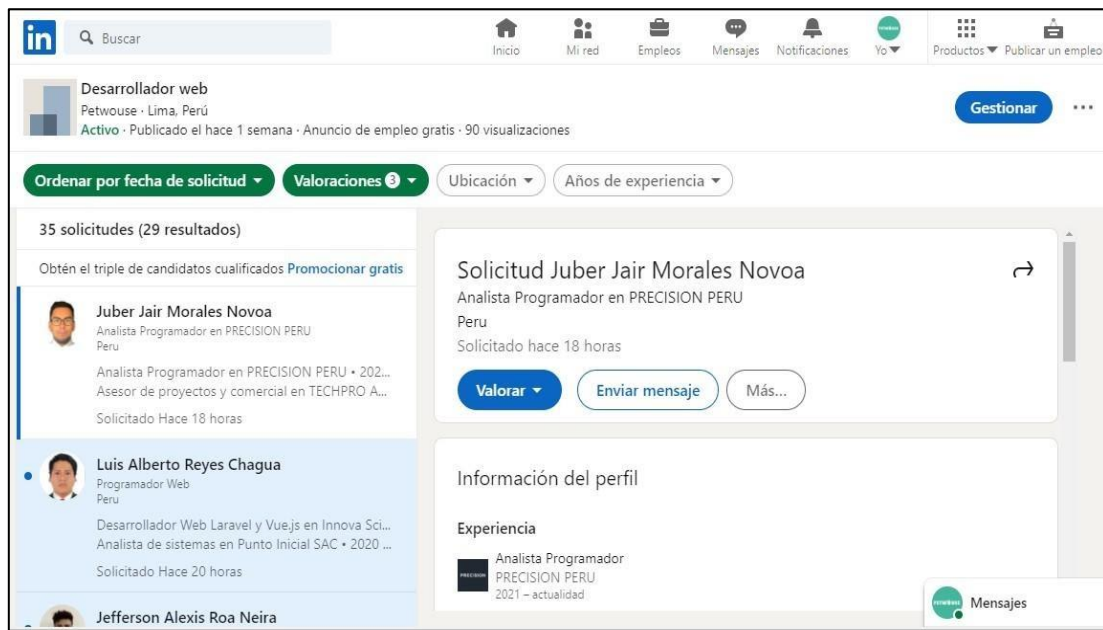 in
Buscar
Inicio
Mi red
Empleos
Mensajes
Notificaciones
Yo
Productos
Publicar un empleo
Desarrollador web
Petwouse · Lima, Perú
Activo · Publicado el hace 1 semana · Anuncio de empleo gratis · 90 visualizaciones
Gestionar
Ordenar por fecha de solicitud
Valoraciones 3
Ubicación
Años de experiencia
35 solicitudes (29 resultados)
Obtén el triple de candidatos cualificados Promocionar gratis
Juber Jair Morales Novoa
Analista Programador en PRECISION PERU
Peru
Analista Programador en PRECISION PERU • 202...
Asesor de proyectos y comercial en TECHPRO A...
Solicitado Hace 18 horas
Luis Alberto Reyes Chagua
Programador Web
Peru
Desarrollador Web Laravel y Vue.js en Innova Sci...
Analista de sistemas en Punto Inicial SAC • 2020 ...
Solicitado Hace 20 horas
Jefferson Alexis Roa Neira
Solicitud Juber Jair Morales Novoa
Analista Programador en PRECISION PERU
Peru
Solicitado hace 18 horas
Valorar
Enviar mensaje
Más...
Información del perfil
Experiencia
PRECISION
Analista Programador
PRECISION PERU
2021 – actualidad
Mensajes